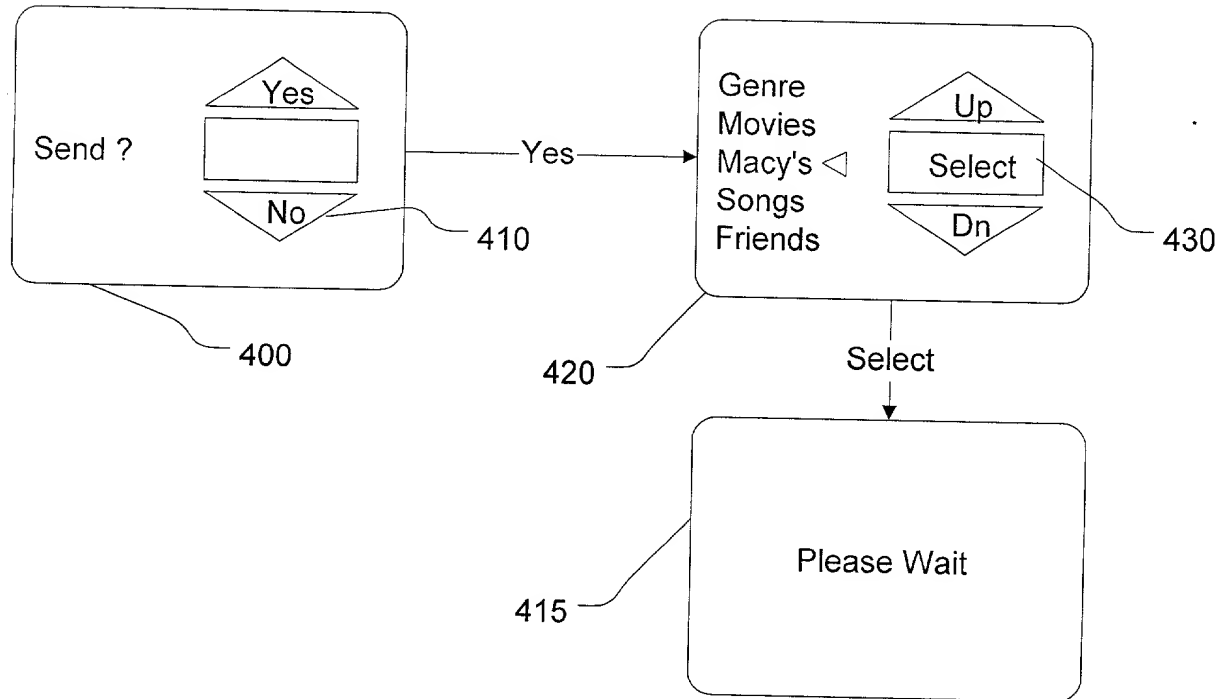 Send ?
Yes
No
410
400
Yes
Genre
Movies
Macy's
Songs
Friends
Up
Select
Dn
430
420
Select
Please Wait
415